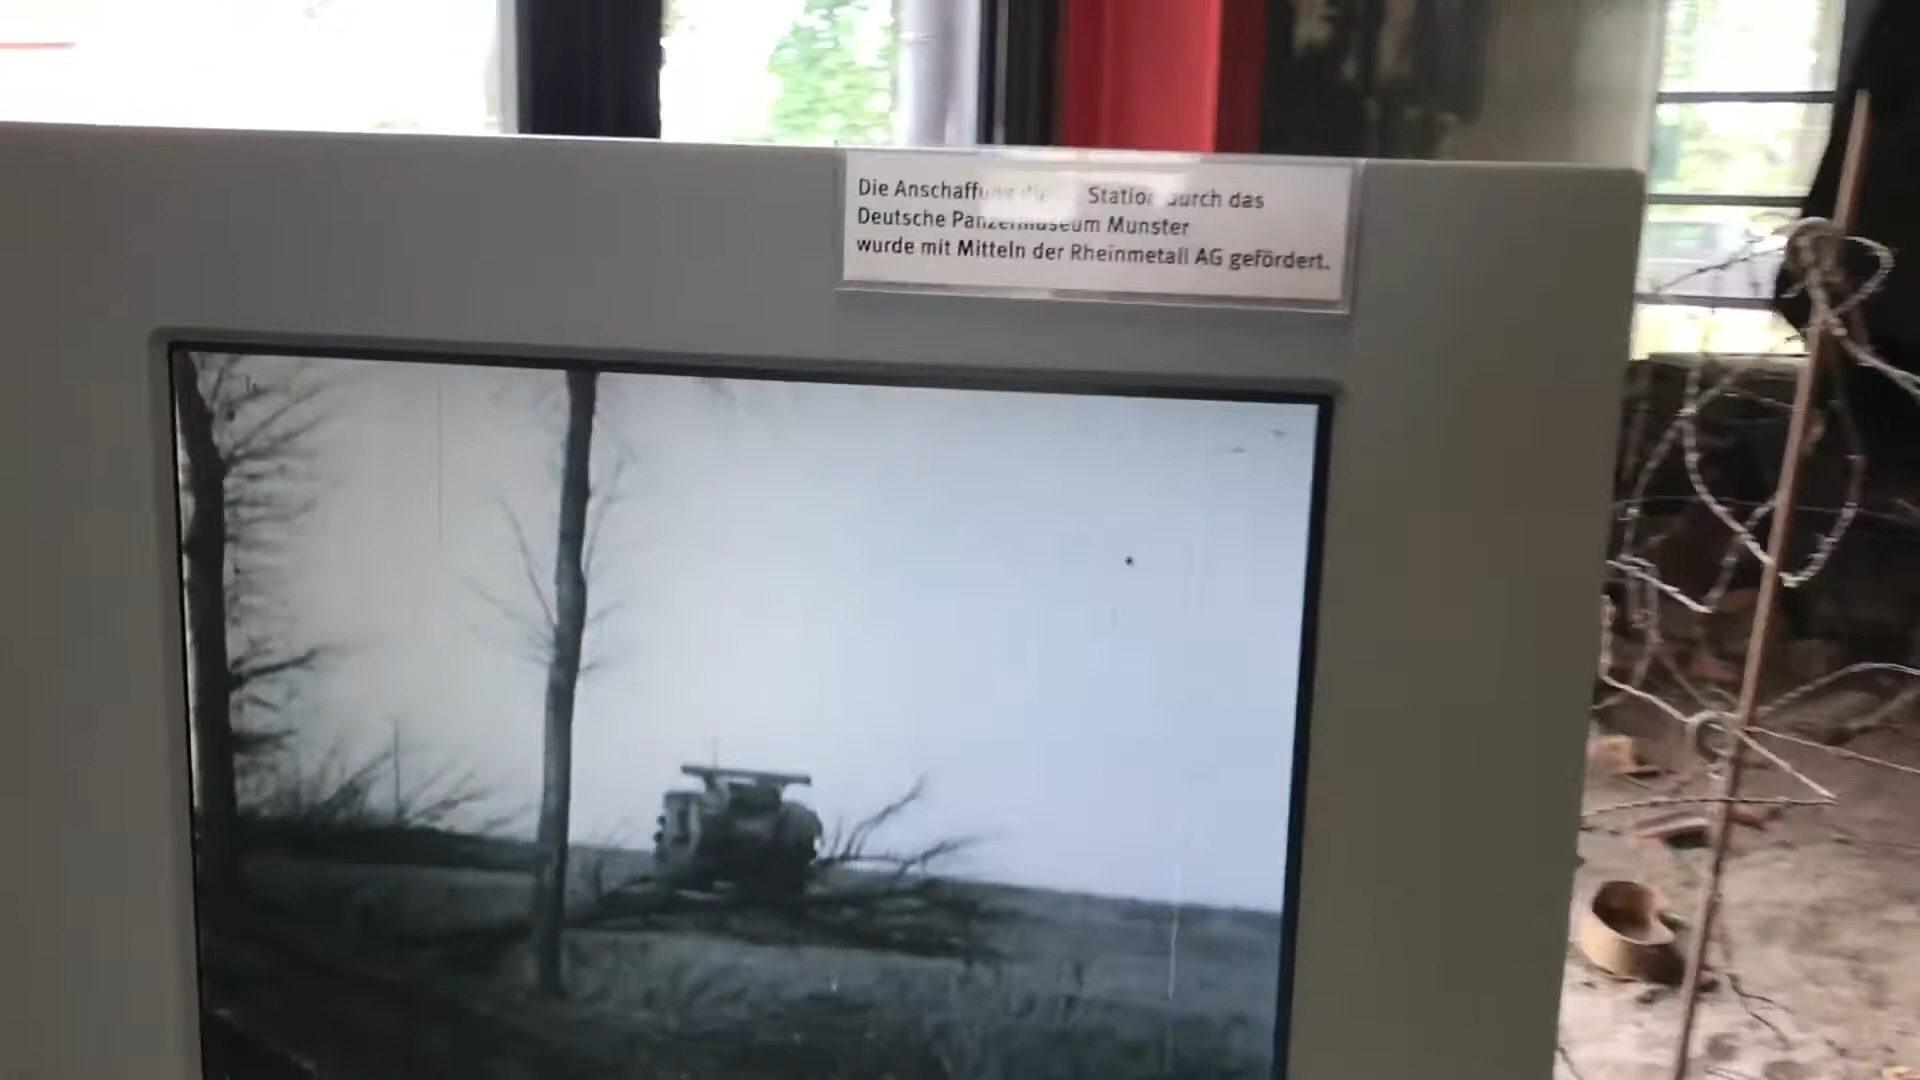 Die Anschaffung Station durch das
Deutsche Panzermuseum Munster
wurde mit Mitteln der Rheinmetall AG gefördert.